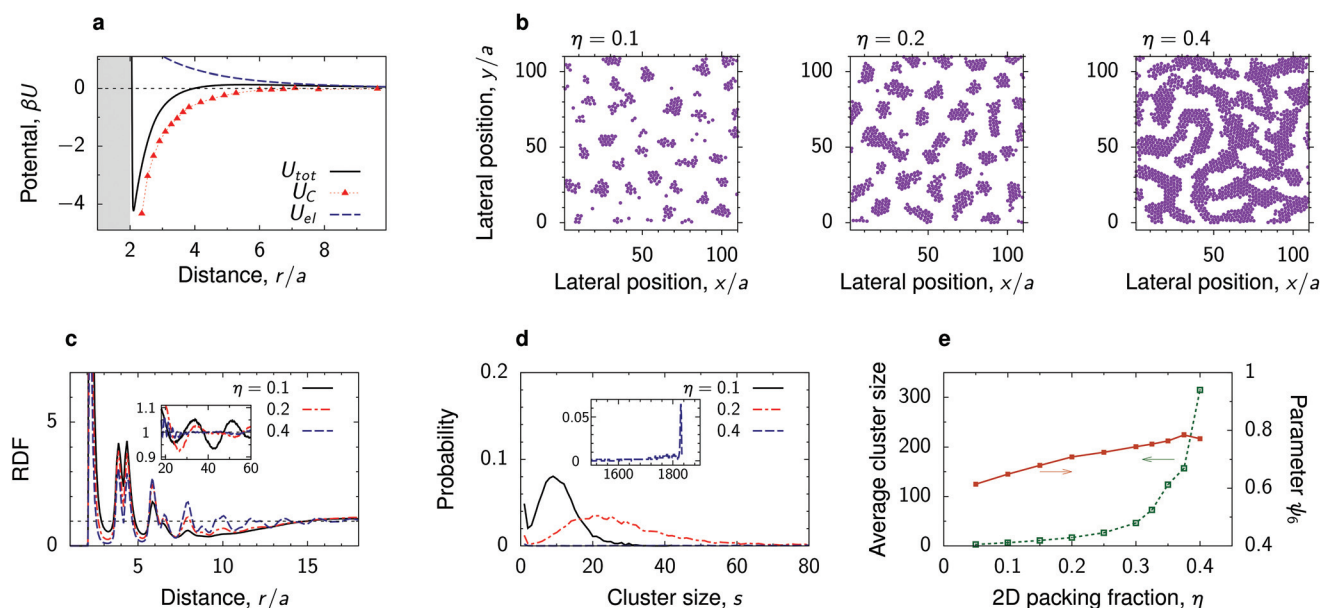 a
Potental, βU
0
−2
−4
U_tot
U_C
U_el
0 2 4 6 8
Distance, r/a
b
η = 0.1
η = 0.2
η = 0.4
Lateral position, y/a
100
50
0
50 100
Lateral position, x/a
100
50
0
50 100
Lateral position, x/a
100
50
0
50 100
Lateral position, x/a
c
RDF
5
0
η = 0.1
0.2
0.4
1.1
1
0.9
20 40 60
5 10 15
Distance, r/a
d
Probability
0.2
0.1
0
η = 0.1
0.2
0.4
0.05
0
1600 1800
0 20 40 60 80
Cluster size, s
e
Average cluster size
300
200
100
0
1
0.8
0.6
0.4
Parameter ψ6
0 0.1 0.2 0.3 0.4
2D packing fraction, η